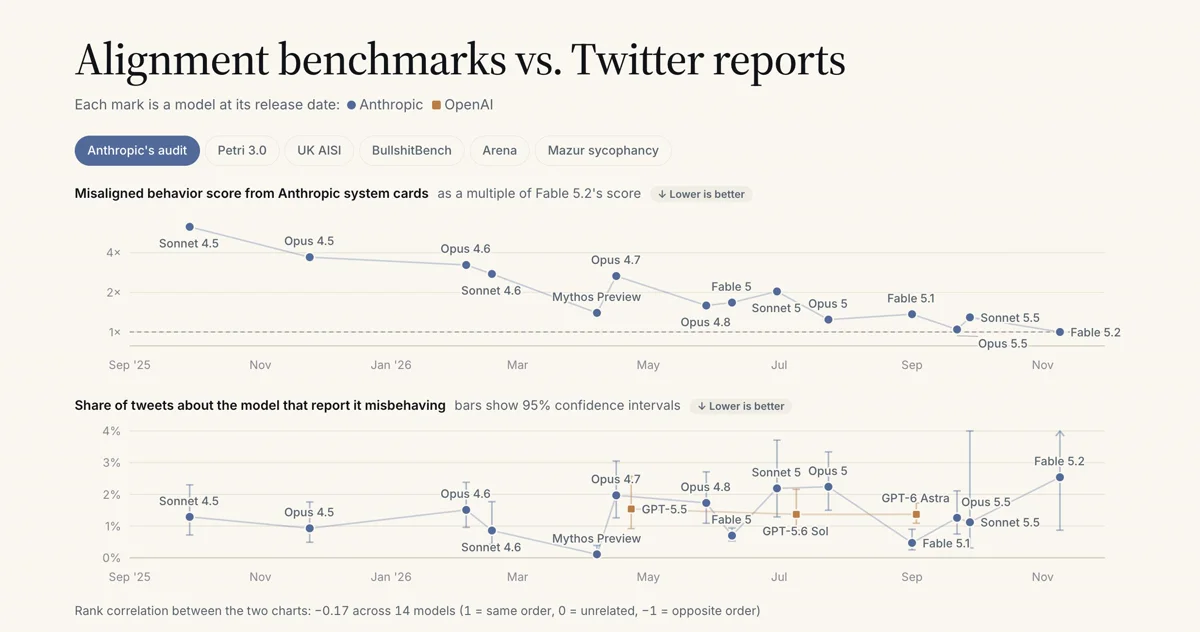 Alignment benchmarks vs. Twitter reports
Each mark is a model at its release date: Anthropic OpenAI
Anthropic's audit Petri 3.0 UK AISI BullshitBench Arena Mazur sycophancy
Misaligned behavior score from Anthropic system cards as a multiple of Fable 5.2's score ↓ Lower is better
4×
2×
1×
Sonnet 4.5
Opus 4.5
Opus 4.6
Sonnet 4.6
Mythos Preview
Opus 4.7
Opus 4.8
Fable 5
Sonnet 5
Opus 5
Fable 5.1
Opus 5.5
Sonnet 5.5
Fable 5.2
Sep '25 Nov Jan '26 Mar May Jul Sep Nov
Share of tweets about the model that report it misbehaving bars show 95% confidence intervals ↓ Lower is better
4%
3%
2%
1%
0%
Sonnet 4.5
Opus 4.5
Opus 4.6
Sonnet 4.6
Mythos Preview
Opus 4.7
GPT-5.5
Opus 4.8
Fable 5
Sonnet 5
GPT-5.6 Sol
Opus 5
GPT-6 Astra
Fable 5.1
Opus 5.5
Sonnet 5.5
Fable 5.2
Sep '25 Nov Jan '26 Mar May Jul Sep Nov
Rank correlation between the two charts: −0.17 across 14 models (1 = same order, 0 = unrelated, −1 = opposite order)